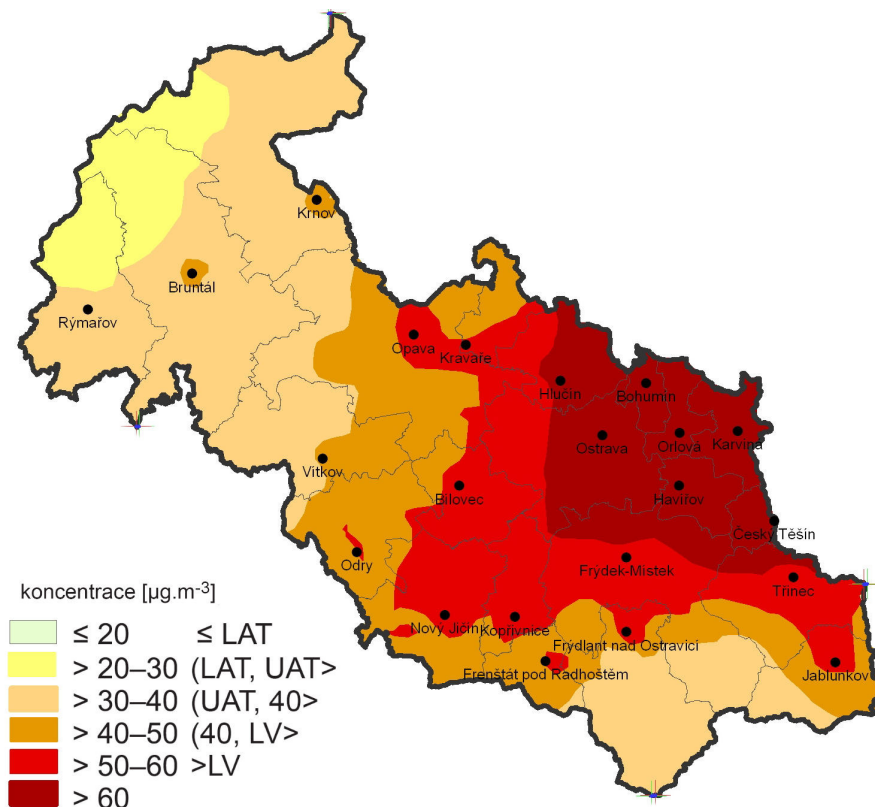 Krnov
Bruntál
Rýmařov
Opava
Kravaře
Hlučín
Bohumín
Ostrava
Orlová
Karviná
Vítkov
Bílovec
Havířov
Český Těšín
Odry
Frýdek-Místek
Třinec
Nový Jičín
Kopřivnice
Frýdlant nad Ostravicí
Frenštát pod Radhoštěm
Jablunkov
koncentrace [µg.m-3]
≤ 20 ≤ LAT
> 20–30 (LAT, UAT>
> 30–40 (UAT, 40>
> 40–50 (40, LV>
> 50–60 >LV
> 60